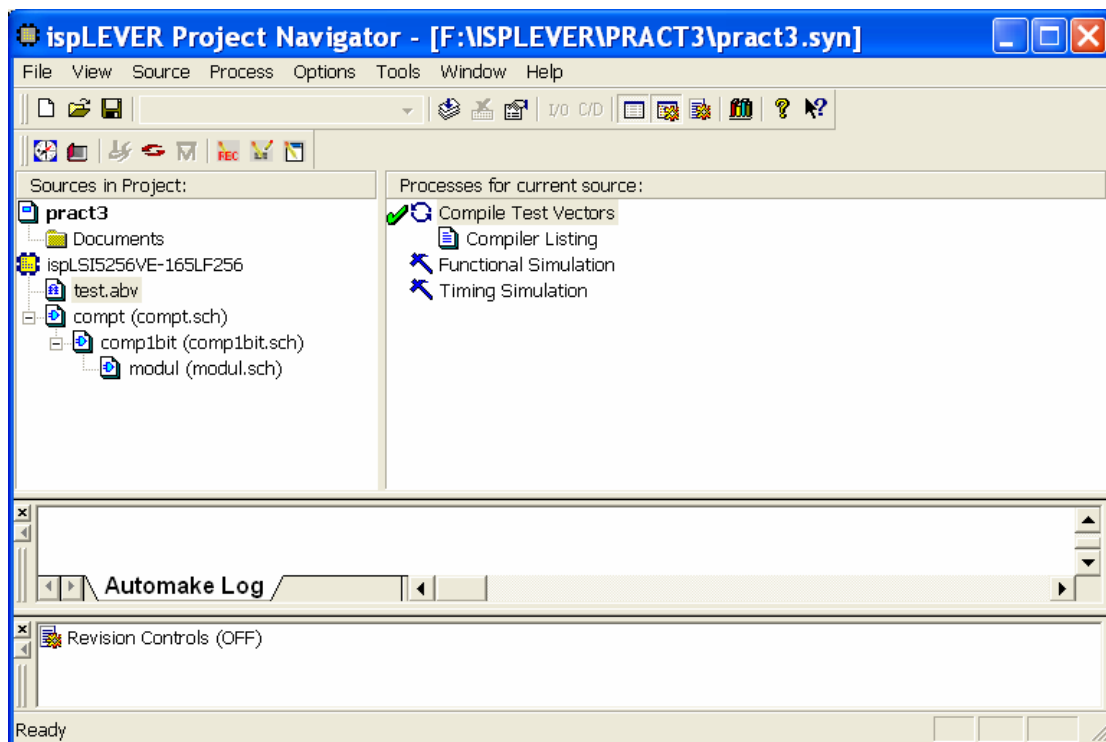 ispLEVER Project Navigator - [F:\ISPLEVER\PRACT3\pract3.syn]
File View Source Process Options Tools Window Help
I/O C/D
REC
Sources in Project:
pract3
Documents
ispLSI5256VE-165LF256
test.abv
compt (compt.sch)
comp1bit (comp1bit.sch)
modul (modul.sch)
Processes for current source:
Compile Test Vectors
Compiler Listing
Functional Simulation
Timing Simulation
Automake Log
Revision Controls (OFF)
Ready